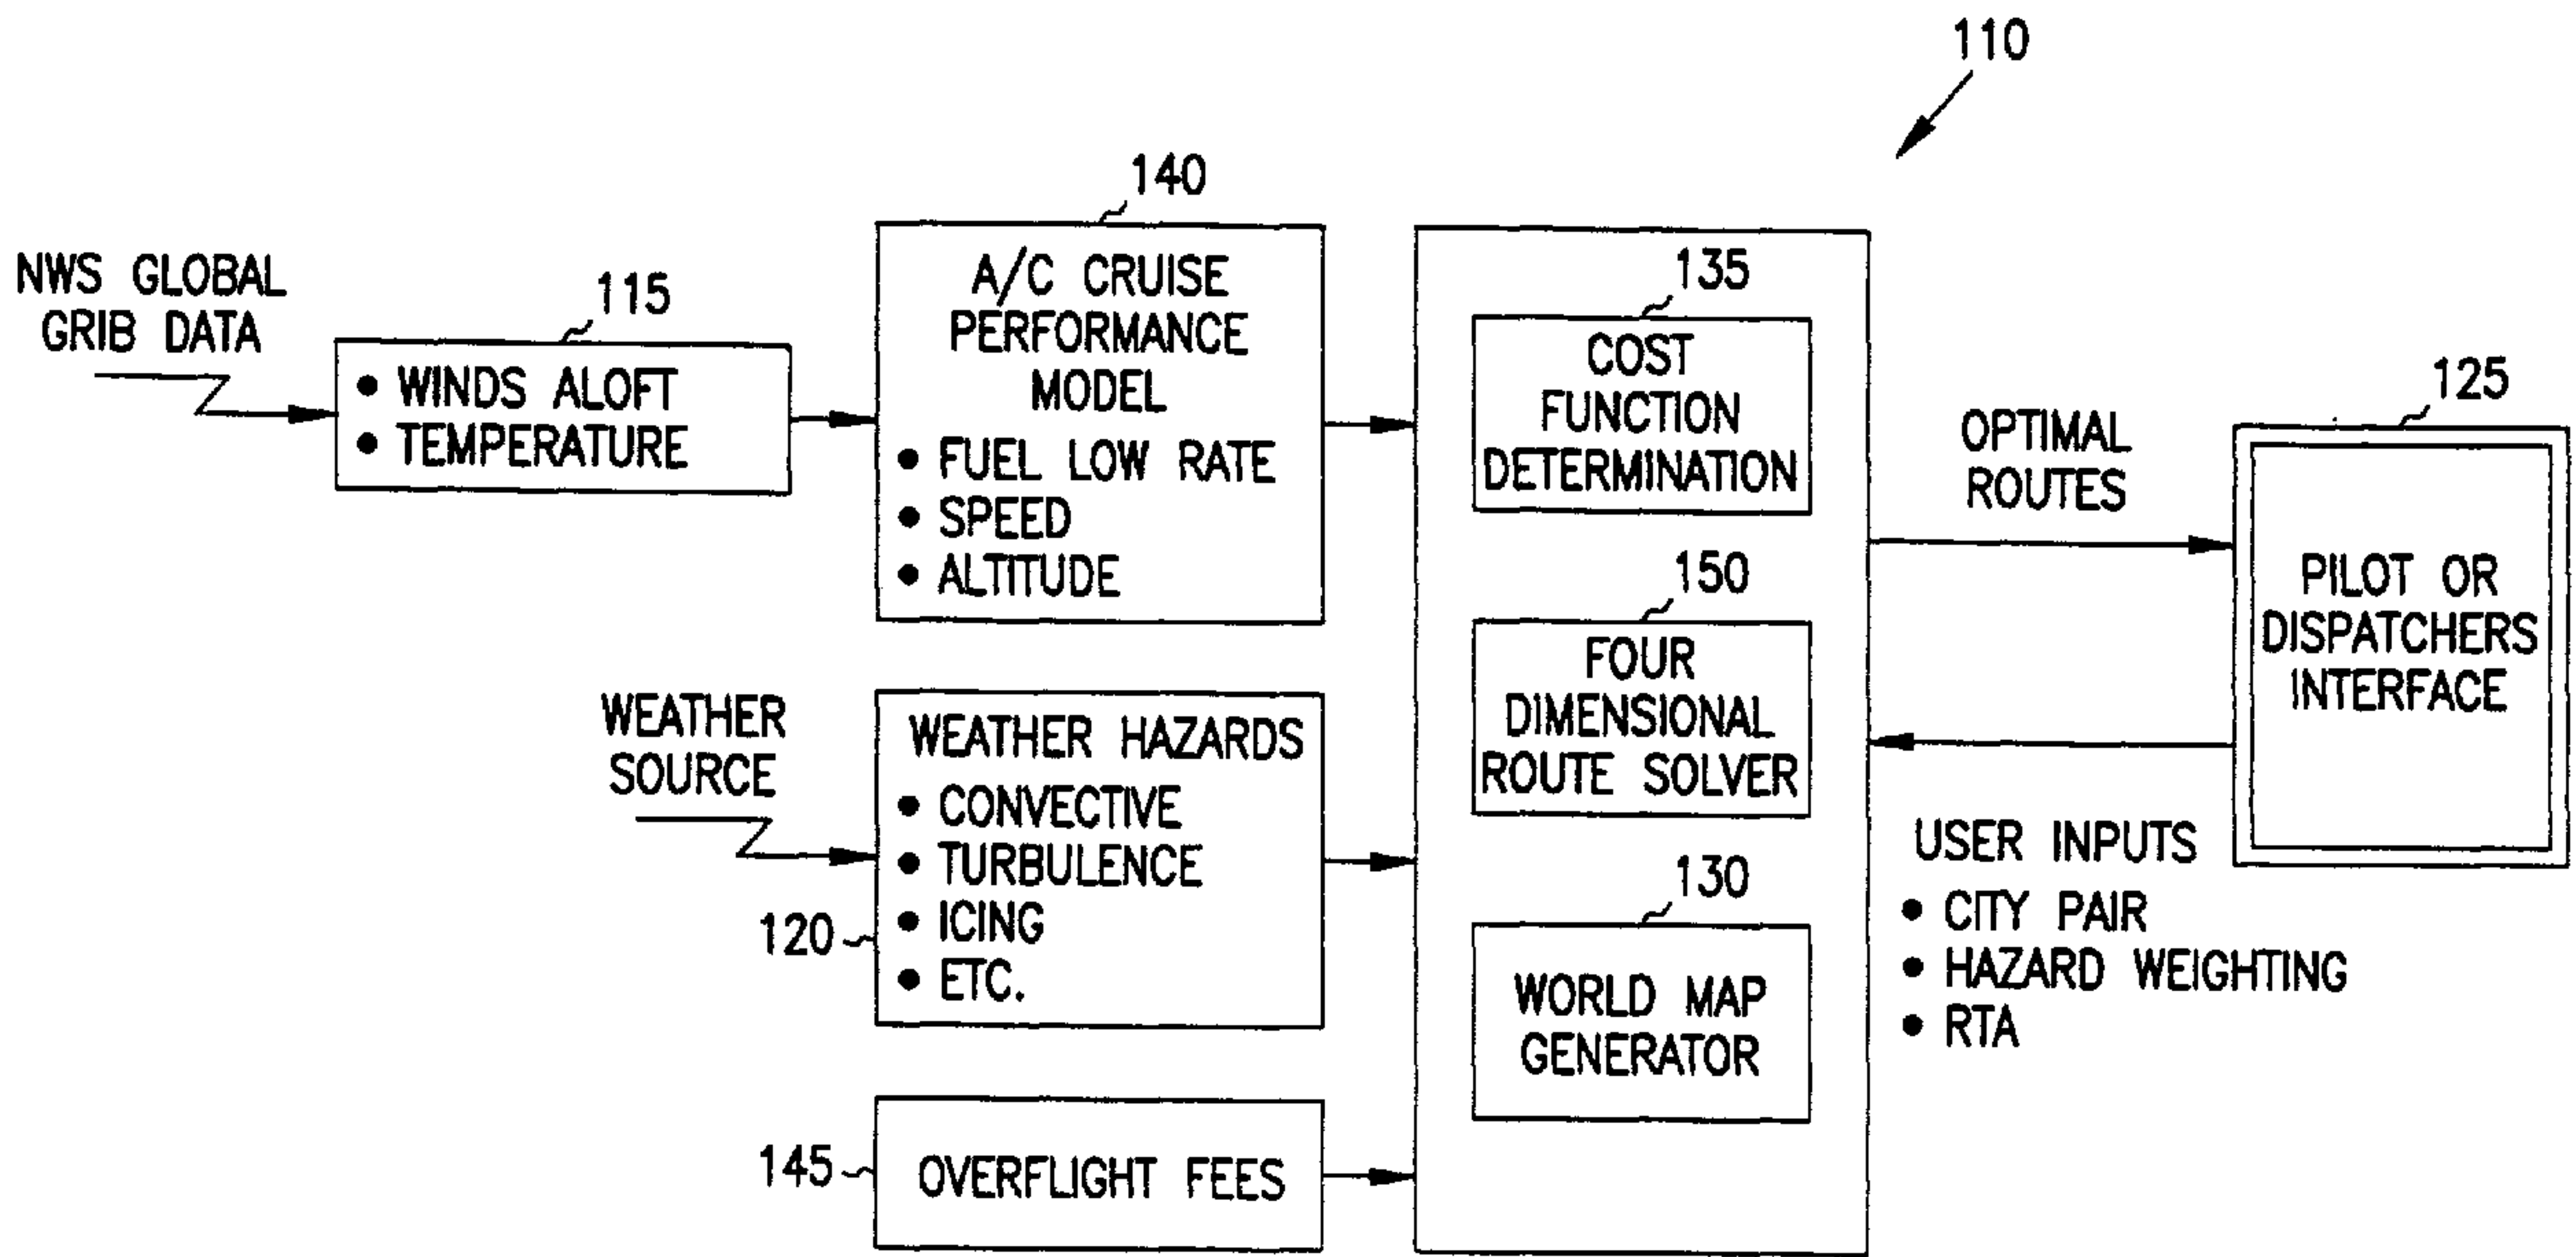 110
NWS GLOBAL
GRIB DATA
115
● WINDS ALOFT
● TEMPERATURE
140
A/C CRUISE
PERFORMANCE
MODEL
● FUEL LOW RATE
● SPEED
● ALTITUDE
WEATHER
SOURCE
WEATHER HAZARDS
● CONVECTIVE
● TURBULENCE
● ICING
● ETC.
120
145
OVERFLIGHT FEES
135
COST
FUNCTION
DETERMINATION
150
FOUR
DIMENSIONAL
ROUTE SOLVER
130
WORLD MAP
GENERATOR
OPTIMAL
ROUTES
125
PILOT OR
DISPATCHERS
INTERFACE
USER INPUTS
● CITY PAIR
● HAZARD WEIGHTING
● RTA